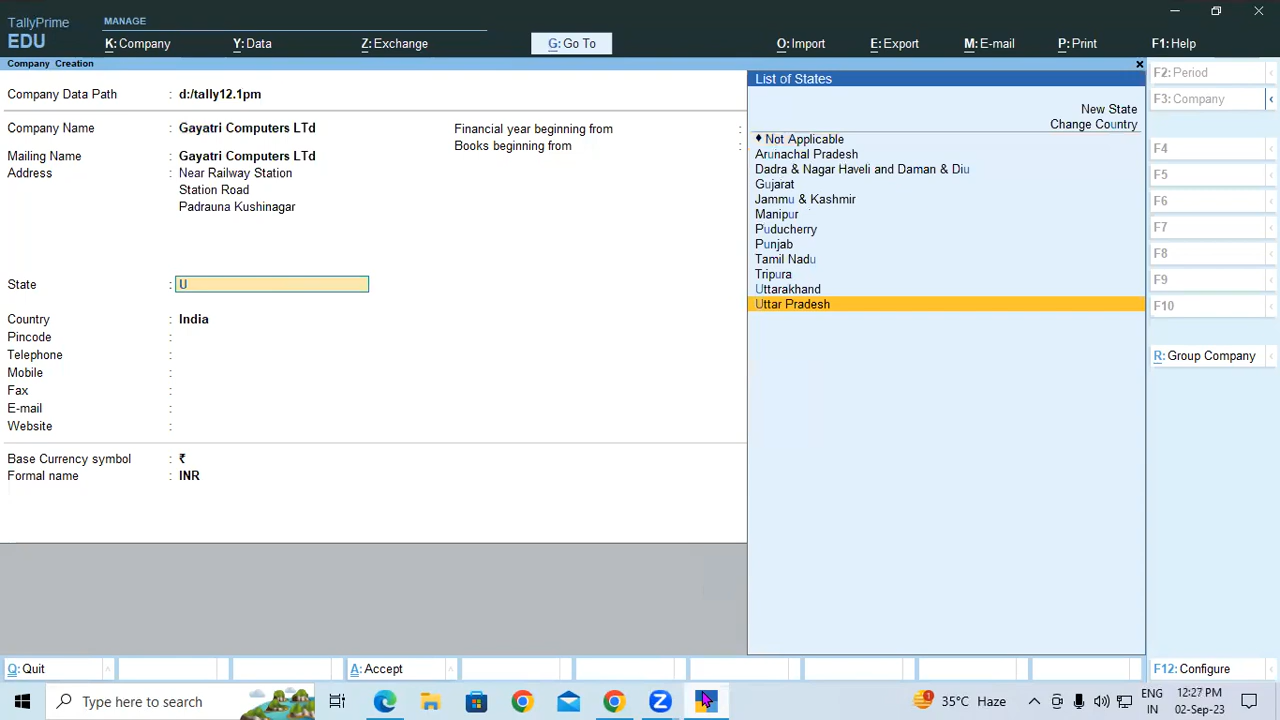 TallyPrime
EDU
MANAGE
K: Company
Y: Data
Z: Exchange
G: Go To
O: Import
E: Export
M: E-mail
P: Print
F1: Help
Company Creation
Company Data Path : d:/tally12.1pm
Company Name : Gayatri Computers LTd
Mailing Name : Gayatri Computers LTd
Address : Near Railway Station
Station Road
Padrauna Kushinagar
State : U
Country : India
Pincode :
Telephone :
Mobile :
Fax :
E-mail :
Website :
Base Currency symbol : ₹
Formal name : INR
Financial year beginning from :
Books beginning from :
List of States
New State
Change Country
♦ Not Applicable
Arunachal Pradesh
Dadra & Nagar Haveli and Daman & Diu
Gujarat
Jammu & Kashmir
Manipur
Puducherry
Punjab
Tamil Nadu
Tripura
Uttarakhand
Uttar Pradesh
F2: Period
F3: Company
F4
F5
F6
F7
F8
F9
F10
R: Group Company
Q: Quit
A: Accept
F12: Configure
Type here to search
1
35°C Haze
ENG
IN
12:27 PM
02-Sep-23